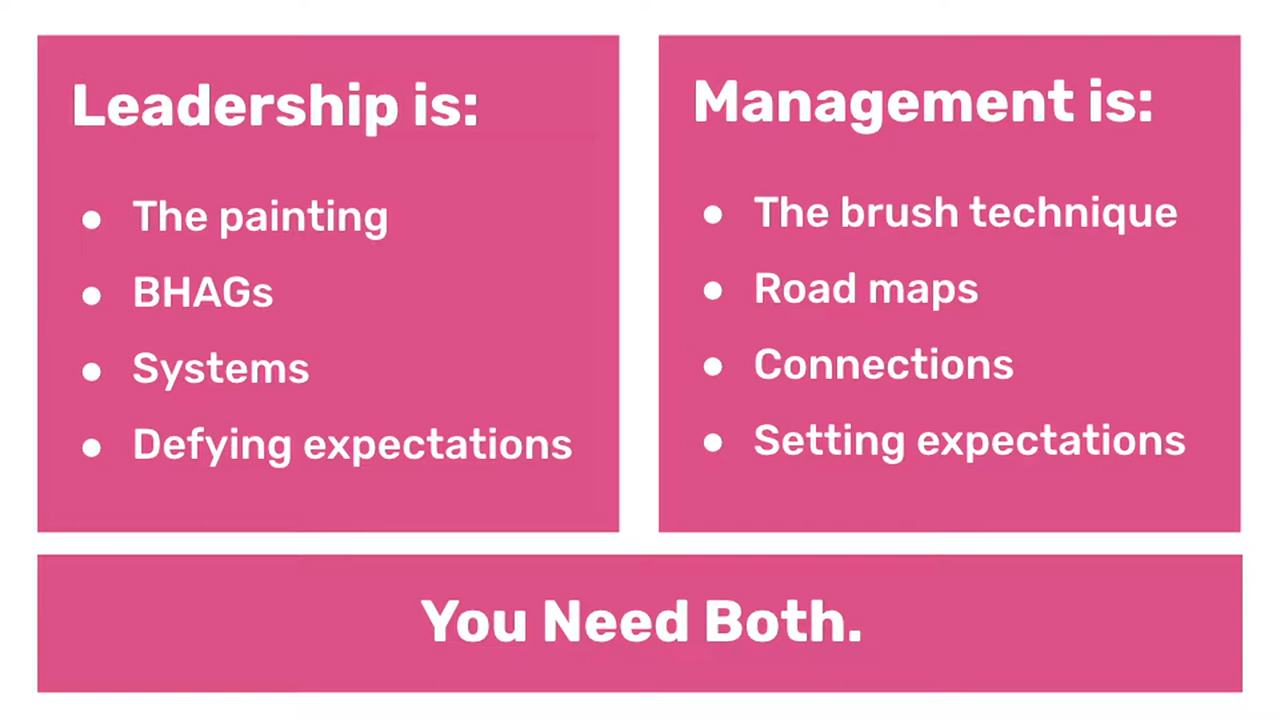 Leadership is:
● The painting
● BHAGs
● Systems
● Defying expectations
Management is:
● The brush technique
● Road maps
● Connections
● Setting expectations
You Need Both.